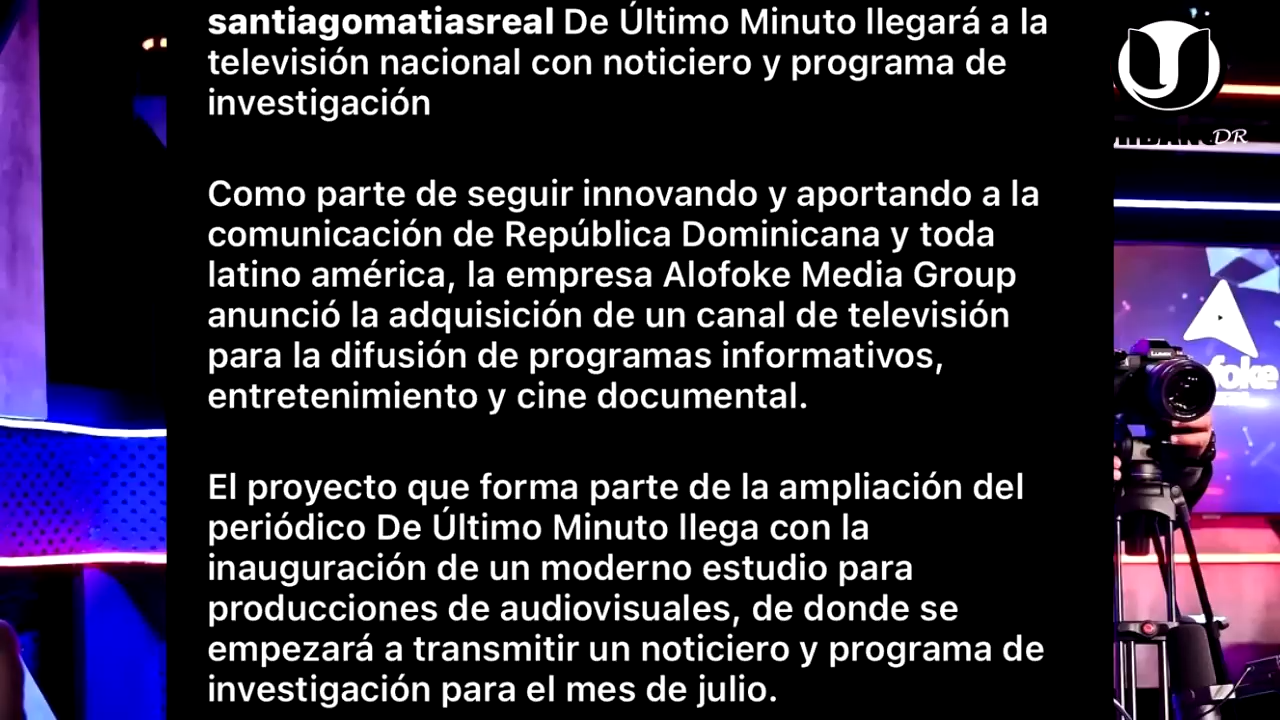 santiagomatiasreal De Último Minuto llegará a la
televisión nacional con noticiero y programa de
investigación
Como parte de seguir innovando y aportando a la
comunicación de República Dominicana y toda
latino américa, la empresa Alofoke Media Group
anunció la adquisición de un canal de televisión
para la difusión de programas informativos,
entretenimiento y cine documental.
El proyecto que forma parte de la ampliación del
periódico De Último Minuto llega con la
inauguración de un moderno estudio para
producciones de audiovisuales, de donde se
empezará a transmitir un noticiero y programa de
investigación para el mes de julio.
DR
LUMIX
foke